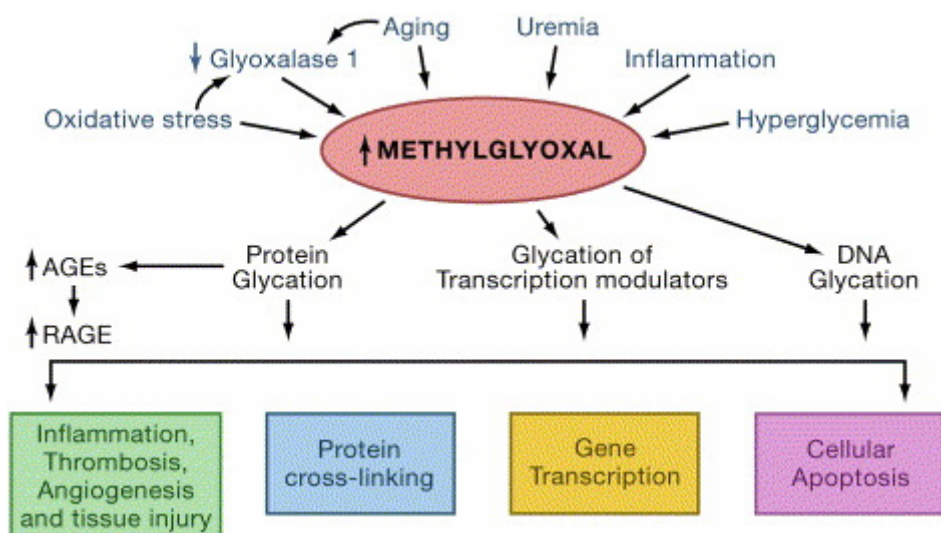 Aging
Uremia
↓ Glyoxalase 1
Inflammation
Oxidative stress
Hyperglycemia
↑ METHYLGLYOXAL
↑ AGEs
Protein
Glycation
Glycation of
Transcription modulators
DNA
Glycation
↑ RAGE
Inflammation,
Thrombosis,
Angiogenesis
and tissue injury
Protein
cross-linking
Gene
Transcription
Cellular
Apoptosis